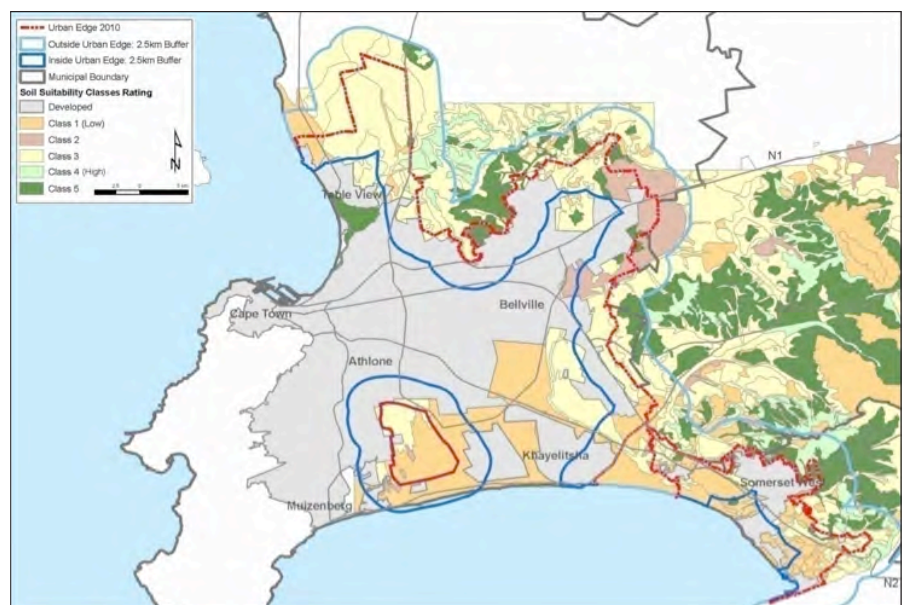 Urban Edge 2010
Outside Urban Edge: 2.5km Buffer
Inside Urban Edge: 2.5km Buffer
Municipal Boundary
Soil Suitability Classes Rating
Developed
Class 1 (Low)
Class 2
Class 3
Class 4 (High)
Class 5
N
N1
Table View
Cape Town
Bellville
Athlone
Khayelitsha
Somerset
Muizenberg
N2